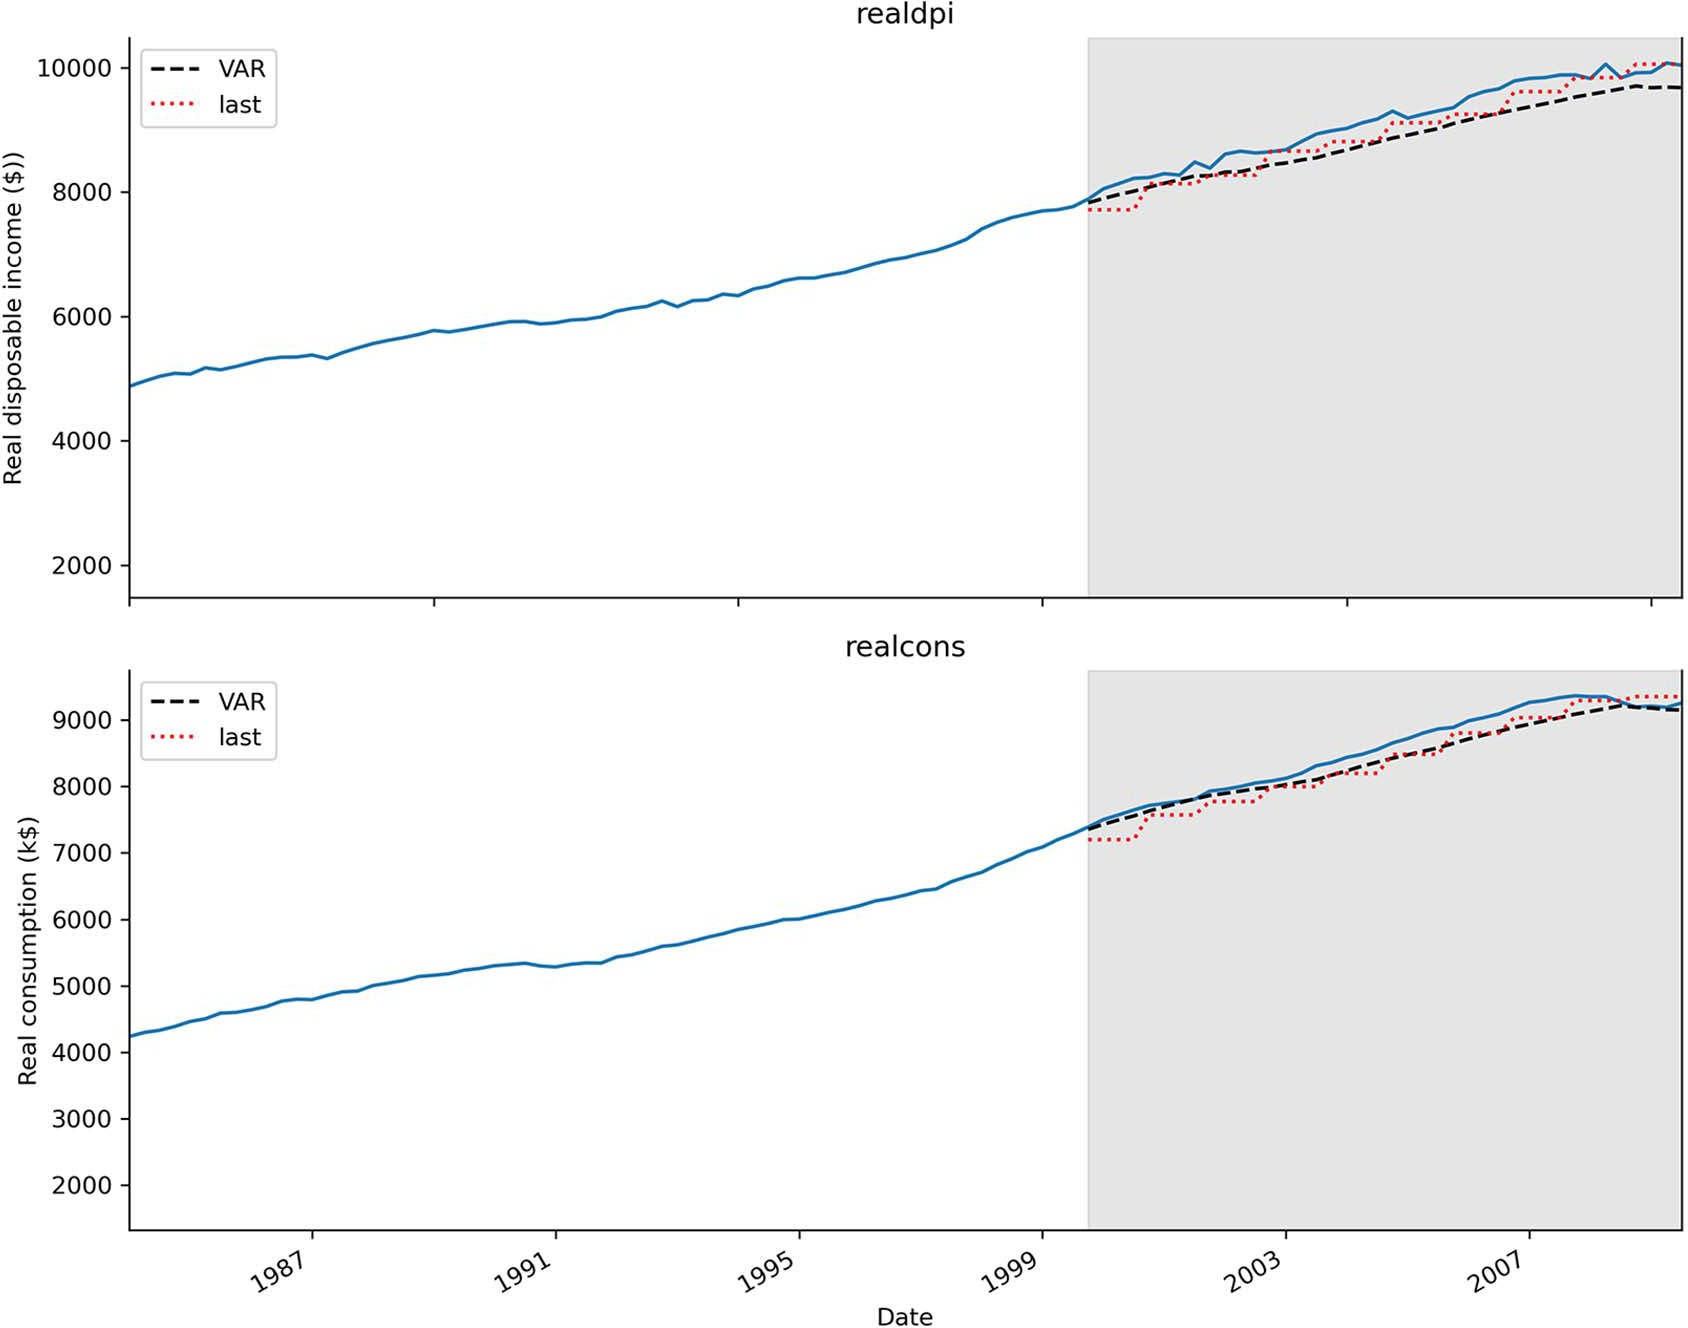 realdpi
VAR
last
10000
8000
6000
4000
2000
Real disposable income ($))
realcons
VAR
last
9000
8000
7000
6000
5000
4000
3000
2000
Real consumption (k$)
1987
1991
1995
1999
2003
2007
Date